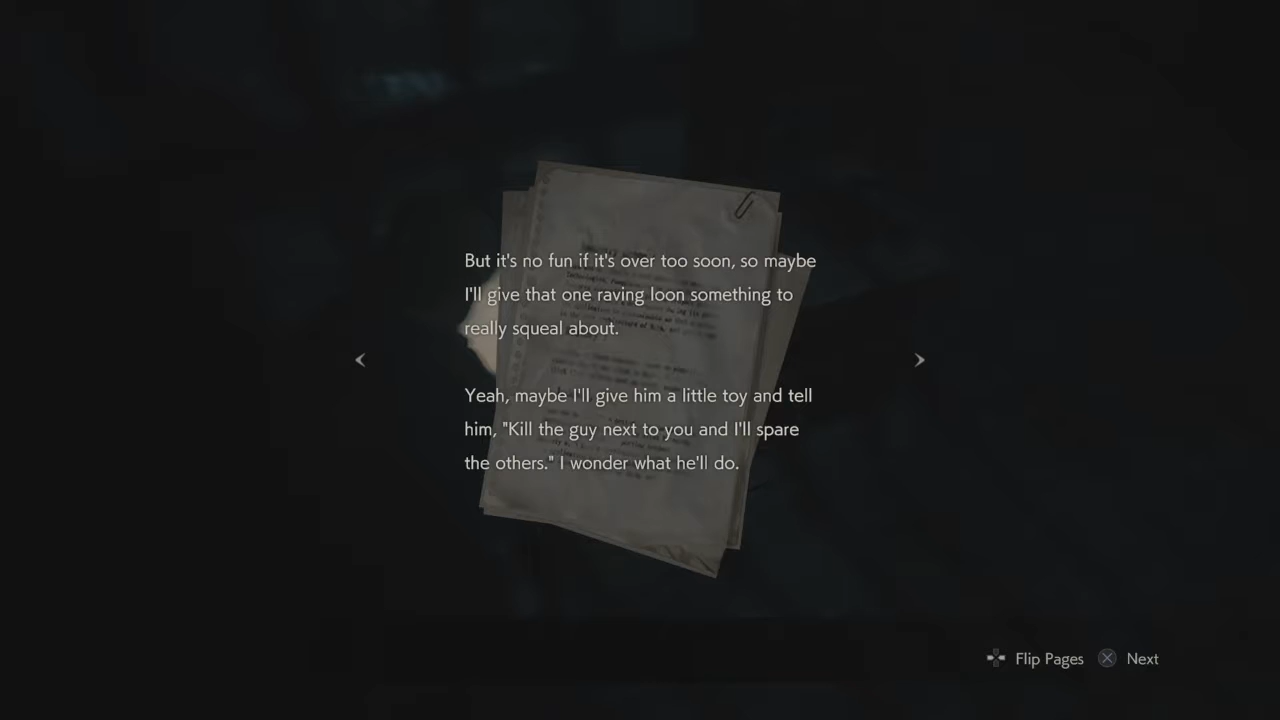 But it's no fun if it's over too soon, so maybe
I'll give that one raving loon something to
really squeal about.
Yeah, maybe I'll give him a little toy and tell
him, "Kill the guy next to you and I'll spare
the others." I wonder what he'll do.
Flip Pages
Next